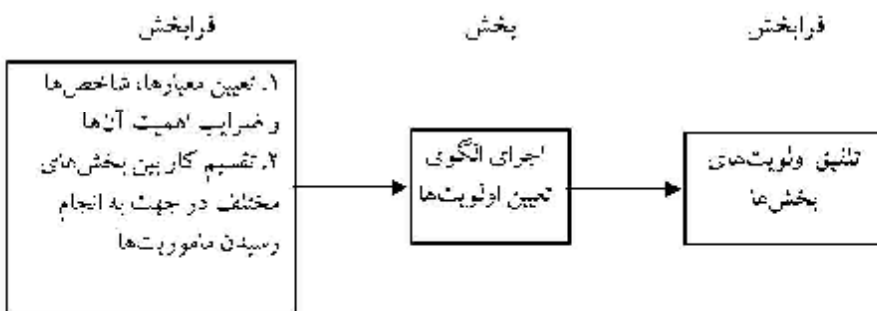 فرابخش
بخش
فرابخش
۱. تعیین معیارها، شاخص‌ها
و ضرایب اهمیت آن‌ها
۲. تقسیم کار بین بخش‌های
مختلف در جهت به انجام
رسیدن ماموریت‌ها
اجرای الگوی
تعیین اولویت‌ها
تلفیق اولویت‌های
بخش‌ها